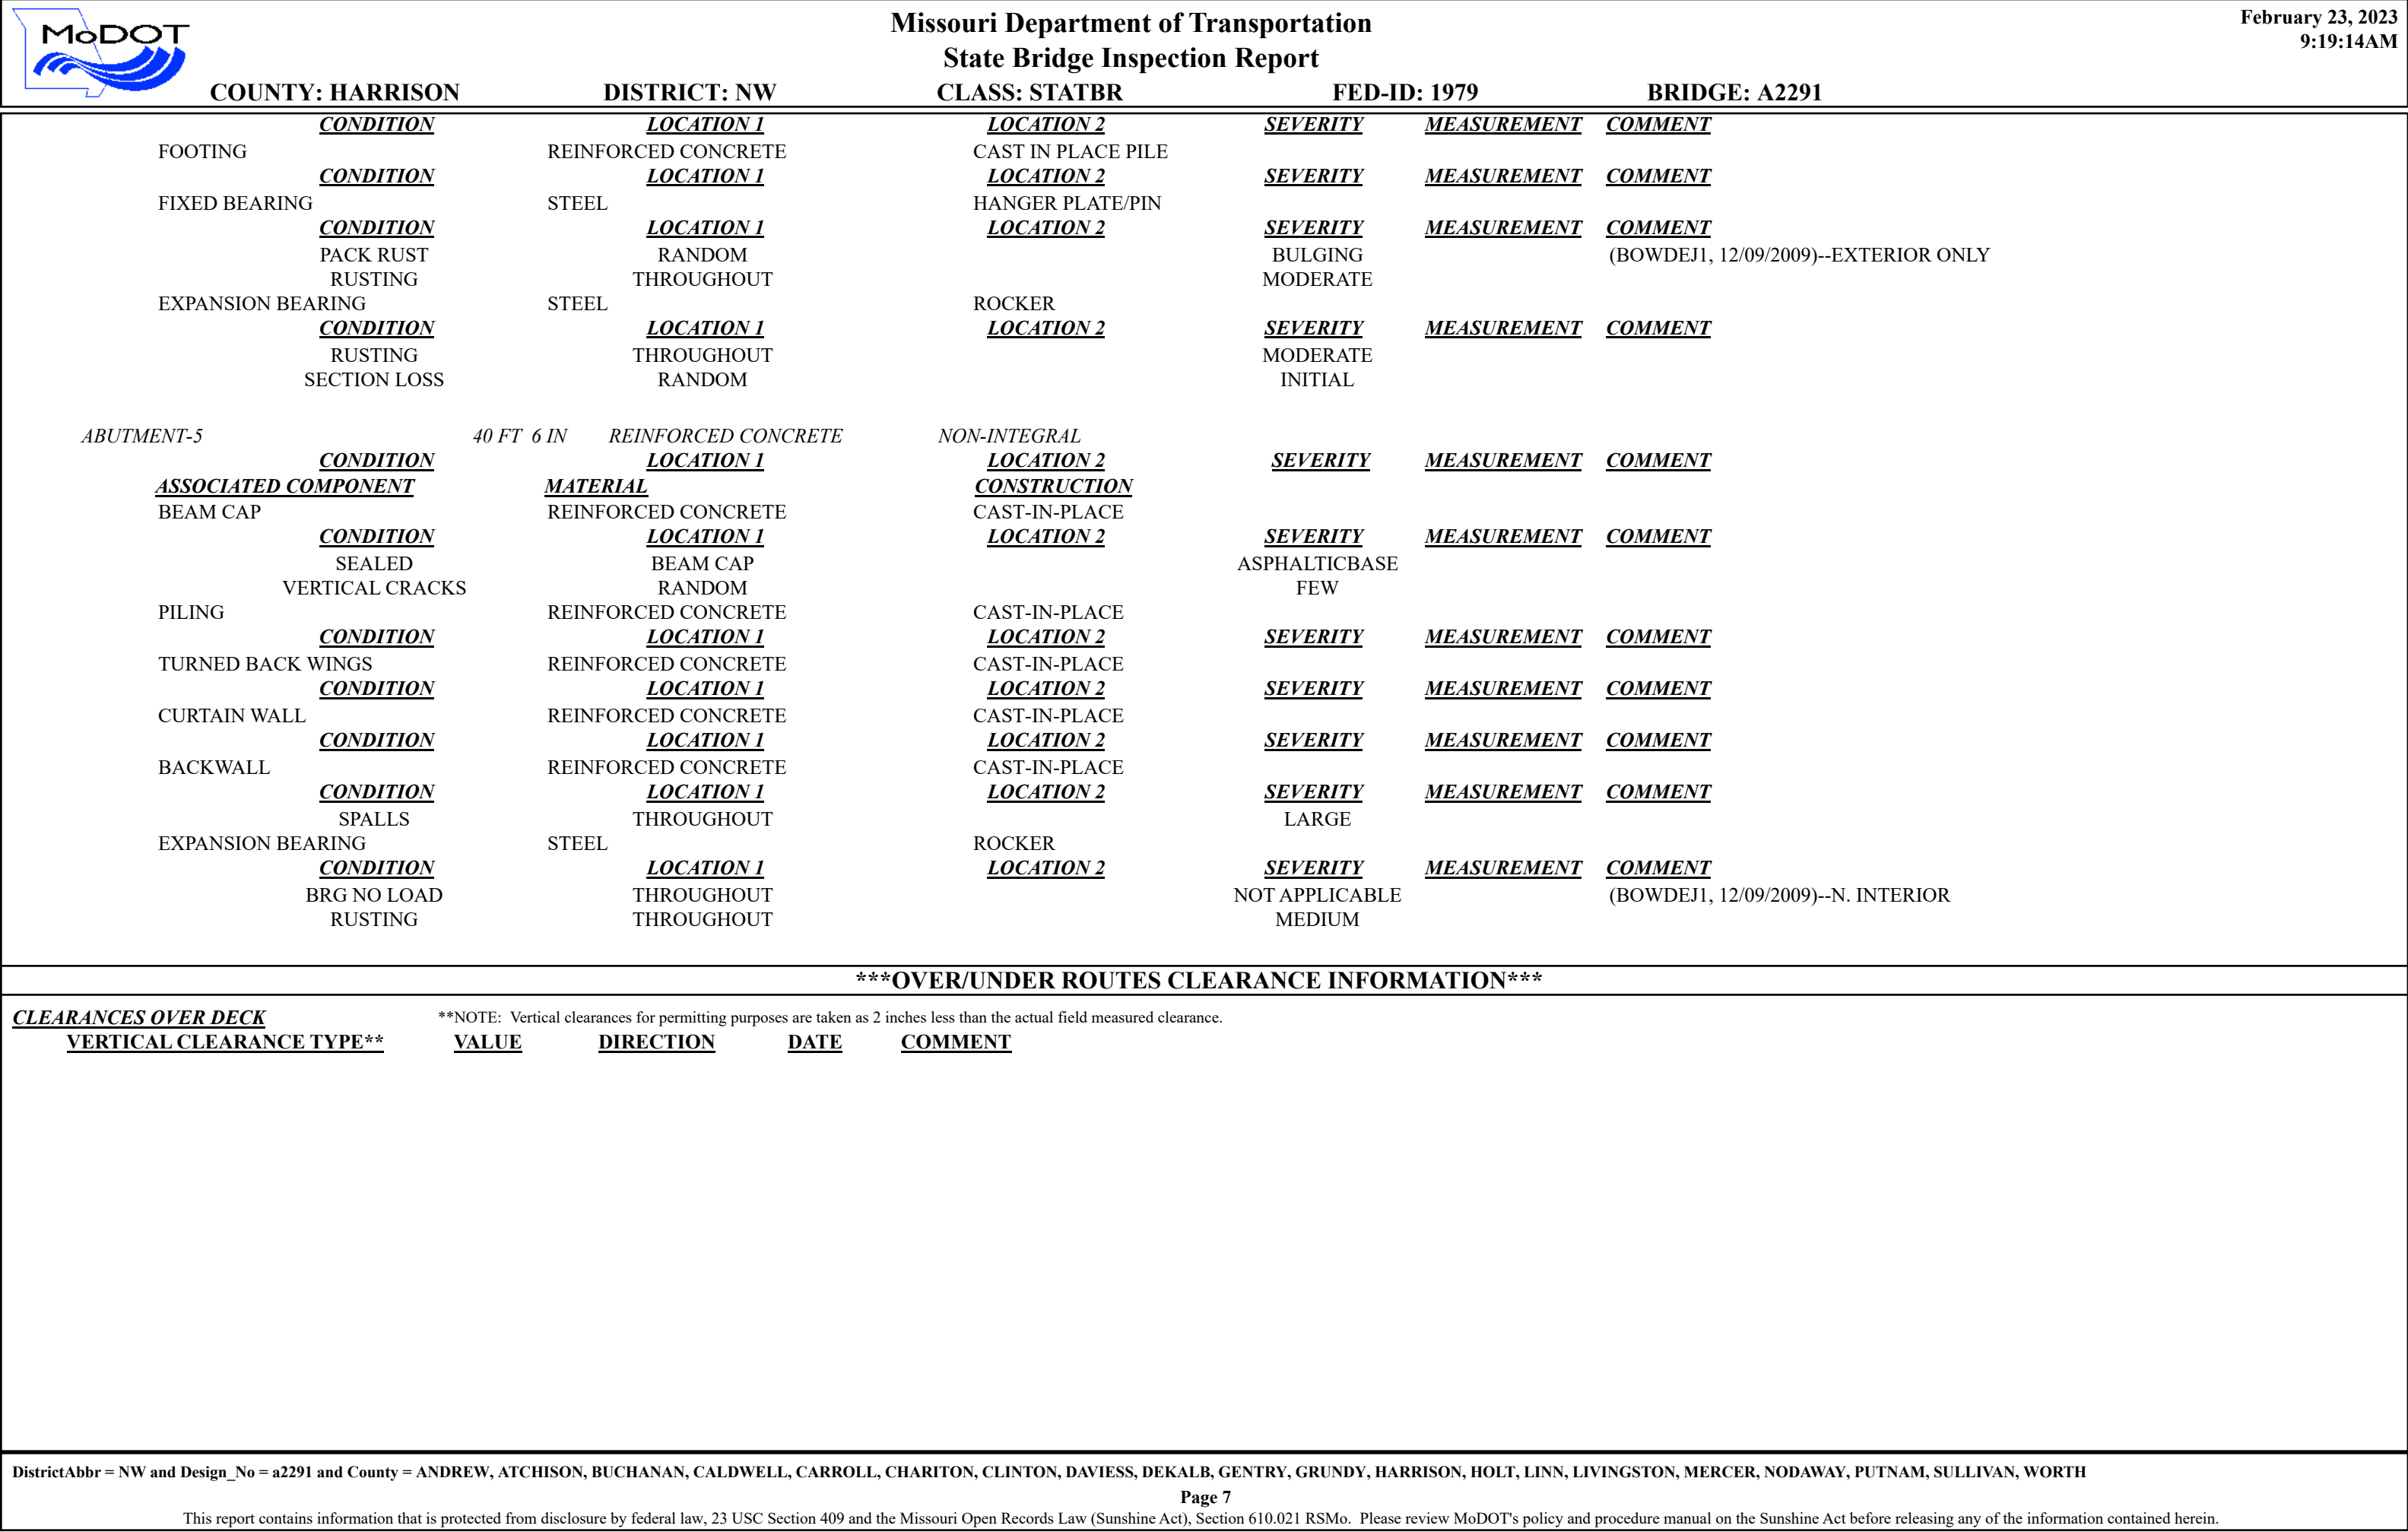 MoDOT
Missouri Department of Transportation
State Bridge Inspection Report
February 23, 2023
9:19:14AM
COUNTY: HARRISON DISTRICT: NW CLASS: STATBR FED-ID: 1979 BRIDGE: A2291
CONDITION LOCATION 1 LOCATION 2 SEVERITY MEASUREMENT COMMENT
FOOTING REINFORCED CONCRETE CAST IN PLACE PILE
CONDITION LOCATION 1 LOCATION 2 SEVERITY MEASUREMENT COMMENT
FIXED BEARING STEEL HANGER PLATE/PIN
CONDITION LOCATION 1 LOCATION 2 SEVERITY MEASUREMENT COMMENT
PACK RUST RANDOM BULGING (BOWDEJ1, 12/09/2009)--EXTERIOR ONLY
RUSTING THROUGHOUT MODERATE
EXPANSION BEARING STEEL ROCKER
CONDITION LOCATION 1 LOCATION 2 SEVERITY MEASUREMENT COMMENT
RUSTING THROUGHOUT MODERATE
SECTION LOSS RANDOM INITIAL
ABUTMENT-5 40 FT 6 IN REINFORCED CONCRETE NON-INTEGRAL
CONDITION LOCATION 1 LOCATION 2 SEVERITY MEASUREMENT COMMENT
ASSOCIATED COMPONENT MATERIAL CONSTRUCTION
BEAM CAP REINFORCED CONCRETE CAST-IN-PLACE
CONDITION LOCATION 1 LOCATION 2 SEVERITY MEASUREMENT COMMENT
SEALED BEAM CAP ASPHALTICBASE
VERTICAL CRACKS RANDOM FEW
PILING REINFORCED CONCRETE CAST-IN-PLACE
CONDITION LOCATION 1 LOCATION 2 SEVERITY MEASUREMENT COMMENT
TURNED BACK WINGS REINFORCED CONCRETE CAST-IN-PLACE
CONDITION LOCATION 1 LOCATION 2 SEVERITY MEASUREMENT COMMENT
CURTAIN WALL REINFORCED CONCRETE CAST-IN-PLACE
CONDITION LOCATION 1 LOCATION 2 SEVERITY MEASUREMENT COMMENT
BACKWALL REINFORCED CONCRETE CAST-IN-PLACE
CONDITION LOCATION 1 LOCATION 2 SEVERITY MEASUREMENT COMMENT
SPALLS THROUGHOUT LARGE
EXPANSION BEARING STEEL ROCKER
CONDITION LOCATION 1 LOCATION 2 SEVERITY MEASUREMENT COMMENT
BRG NO LOAD THROUGHOUT NOT APPLICABLE (BOWDEJ1, 12/09/2009)--N. INTERIOR
RUSTING THROUGHOUT MEDIUM
***OVER/UNDER ROUTES CLEARANCE INFORMATION***
CLEARANCES OVER DECK **NOTE: Vertical clearances for permitting purposes are taken as 2 inches less than the actual field measured clearance.
VERTICAL CLEARANCE TYPE** VALUE DIRECTION DATE COMMENT
DistrictAbbr = NW and Design_No = a2291 and County = ANDREW, ATCHISON, BUCHANAN, CALDWELL, CARROLL, CHARITON, CLINTON, DAVIESS, DEKALB, GENTRY, GRUNDY, HARRISON, HOLT, LINN, LIVINGSTON, MERCER, NODAWAY, PUTNAM, SULLIVAN, WORTH
Page 7
This report contains information that is protected from disclosure by federal law, 23 USC Section 409 and the Missouri Open Records Law (Sunshine Act), Section 610.021 RSMo. Please review MoDOT's policy and procedure manual on the Sunshine Act before releasing any of the information contained herein.